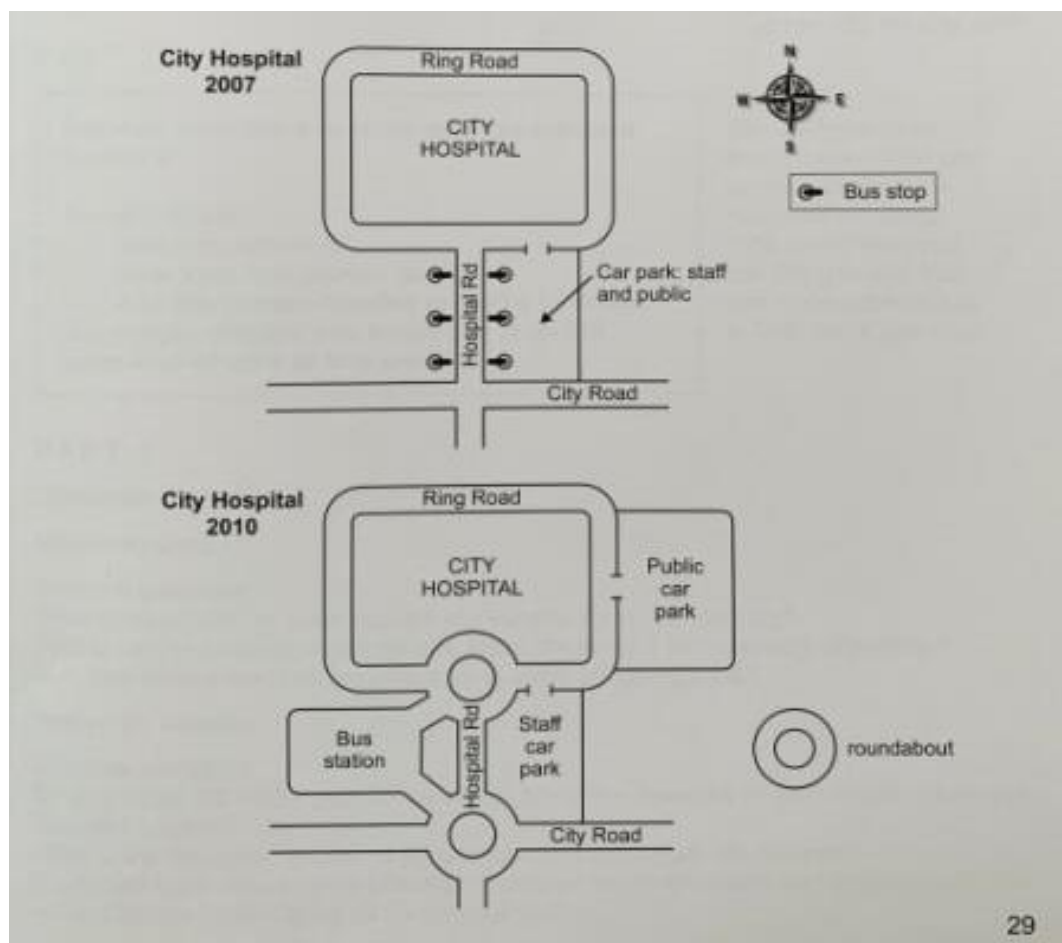 City Hospital
2007
Ring Road
CITY
HOSPITAL
N
W
E
S
Bus stop
Hospital Rd
Car park: staff
and public
City Road
City Hospital
2010
Ring Road
CITY
HOSPITAL
Public
car
park
Bus
station
Hospital Rd
Staff
car
park
roundabout
City Road
29